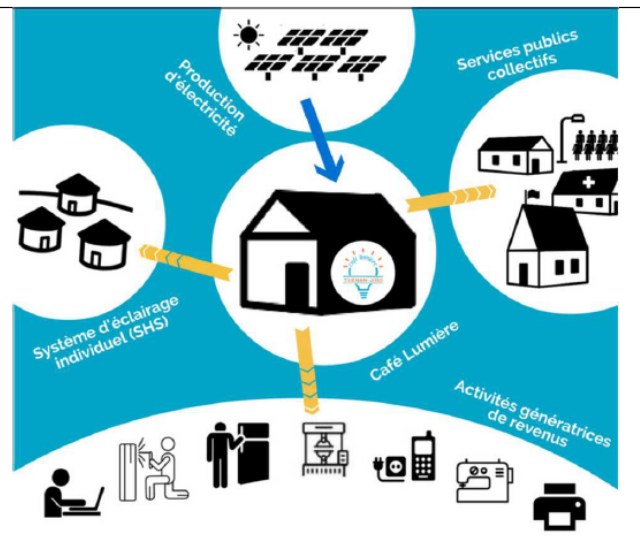 Production
d'électricité
Services publics
collectifs
Système d'éclairage
individuel (SHS)
Café Lumière
Activités génératrices
de revenus